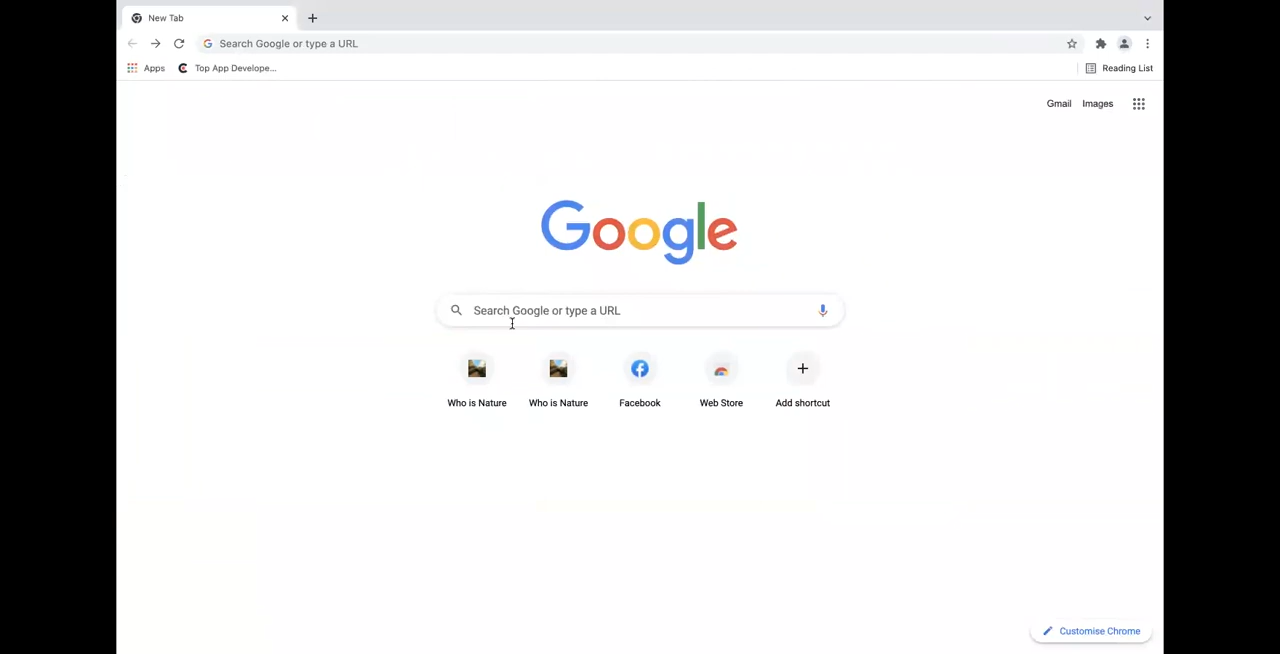 New Tab
Search Google or type a URL
Apps
Top App Develope...
Reading List
Gmail
Images
Google
Search Google or type a URL
Who is Nature
Who is Nature
Facebook
Web Store
Add shortcut
Customise Chrome